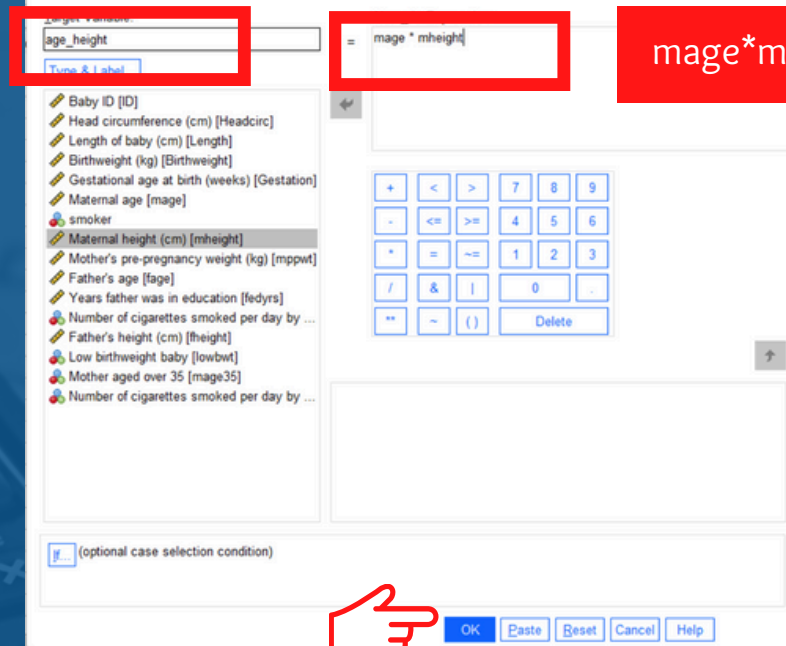 Target Variable:
age_height
=
mage * mheight
mage*m
Type & Label...
Baby ID [ID]
Head circumference (cm) [Headcirc]
Length of baby (cm) [Length]
Birthweight (kg) [Birthweight]
Gestational age at birth (weeks) [Gestation]
Maternal age [mage]
smoker
Maternal height (cm) [mheight]
Mother's pre-pregnancy weight (kg) [mppwt]
Father's age [fage]
Years father was in education [fedyrs]
Number of cigarettes smoked per day by ...
Father's height (cm) [fheight]
Low birthweight baby [lowbwt]
Mother aged over 35 [mage35]
Number of cigarettes smoked per day by ...
+ < > 7 8 9
- <= >= 4 5 6
* = ~= 1 2 3
/ & | 0 .
** ~ ( ) Delete
If... (optional case selection condition)
OK Paste Reset Cancel Help